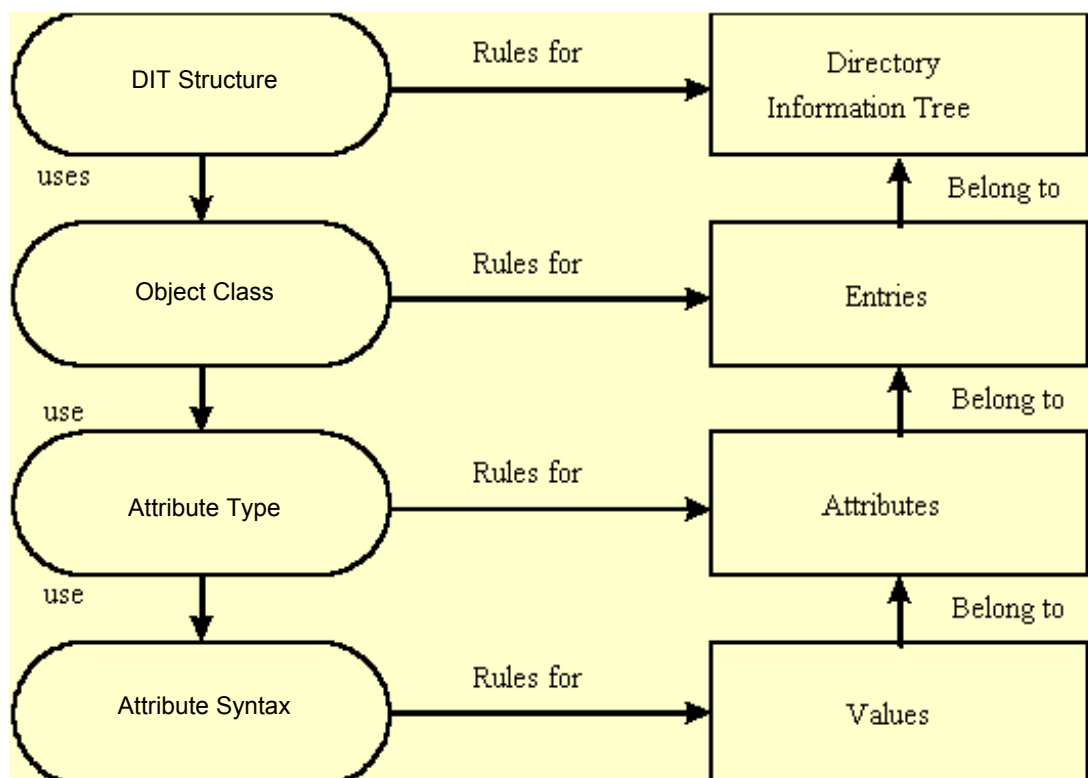 DIT Structure
Rules for
Directory
Information Tree
uses
Belong to
Object Class
Rules for
Entries
use
Belong to
Attribute Type
Rules for
Attributes
use
Belong to
Attribute Syntax
Rules for
Values